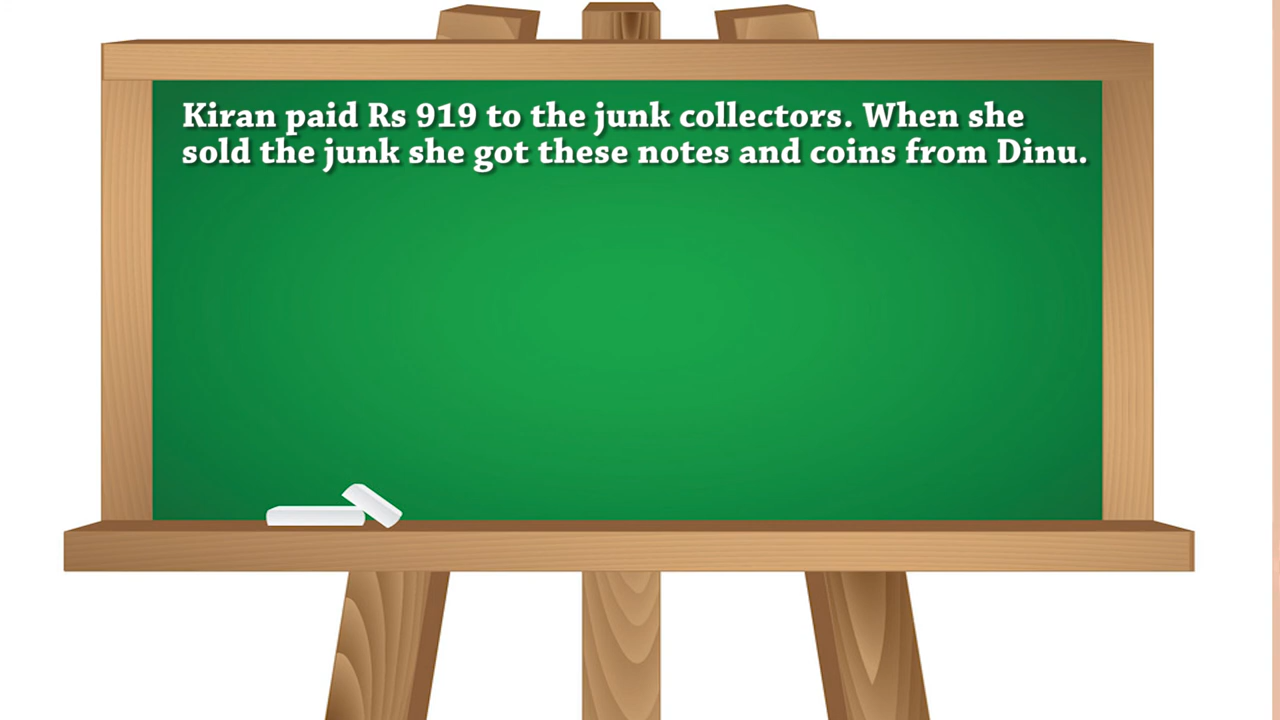 Kiran paid Rs 919 to the junk collectors. When she
sold the junk she got these notes and coins from Dinu.